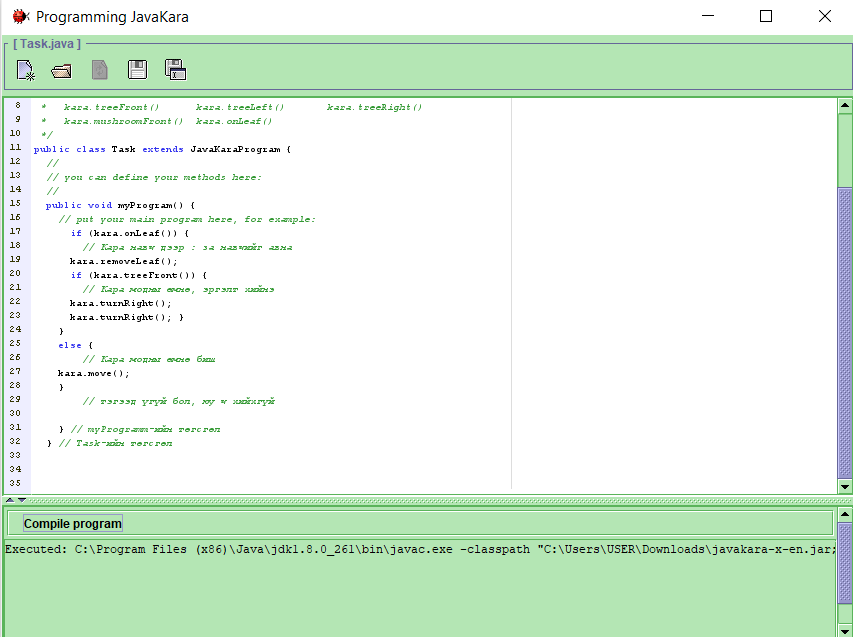 Programming JavaKara
[ Task.java ]
8 * kara.treeFront() kara.treeLeft() kara.treeRight()
9 * kara.mushroomFront() kara.onLeaf()
10 */
11 public class Task extends JavaKaraProgram {
12 //
13 // you can define your methods here:
14 //
15 public void myProgram() {
16 // put your main program here, for example:
17 if (kara.onLeaf()) {
18 // Кара навч дээр : за навчийг авна
19 kara.removeLeaf();
20 if (kara.treeFront()) {
21 // Кара модны өмнө, эргэлт хийнэ
22 kara.turnRight();
23 kara.turnRight(); }
24 }
25 else {
26 // Кара модны өмнө биш
27 kara.move();
28 }
29 // тэгээд үгүй бол, юу ч хийхгүй
30
31 } // myProgramm-ийн төгсгөл
32 } // Task-ийн төгсгөл
33
34
35
Compile program
Executed: C:\Program Files (x86)\Java\jdk1.8.0_261\bin\javac.exe -classpath "C:\Users\USER\Downloads\javakara-x-en.jar;